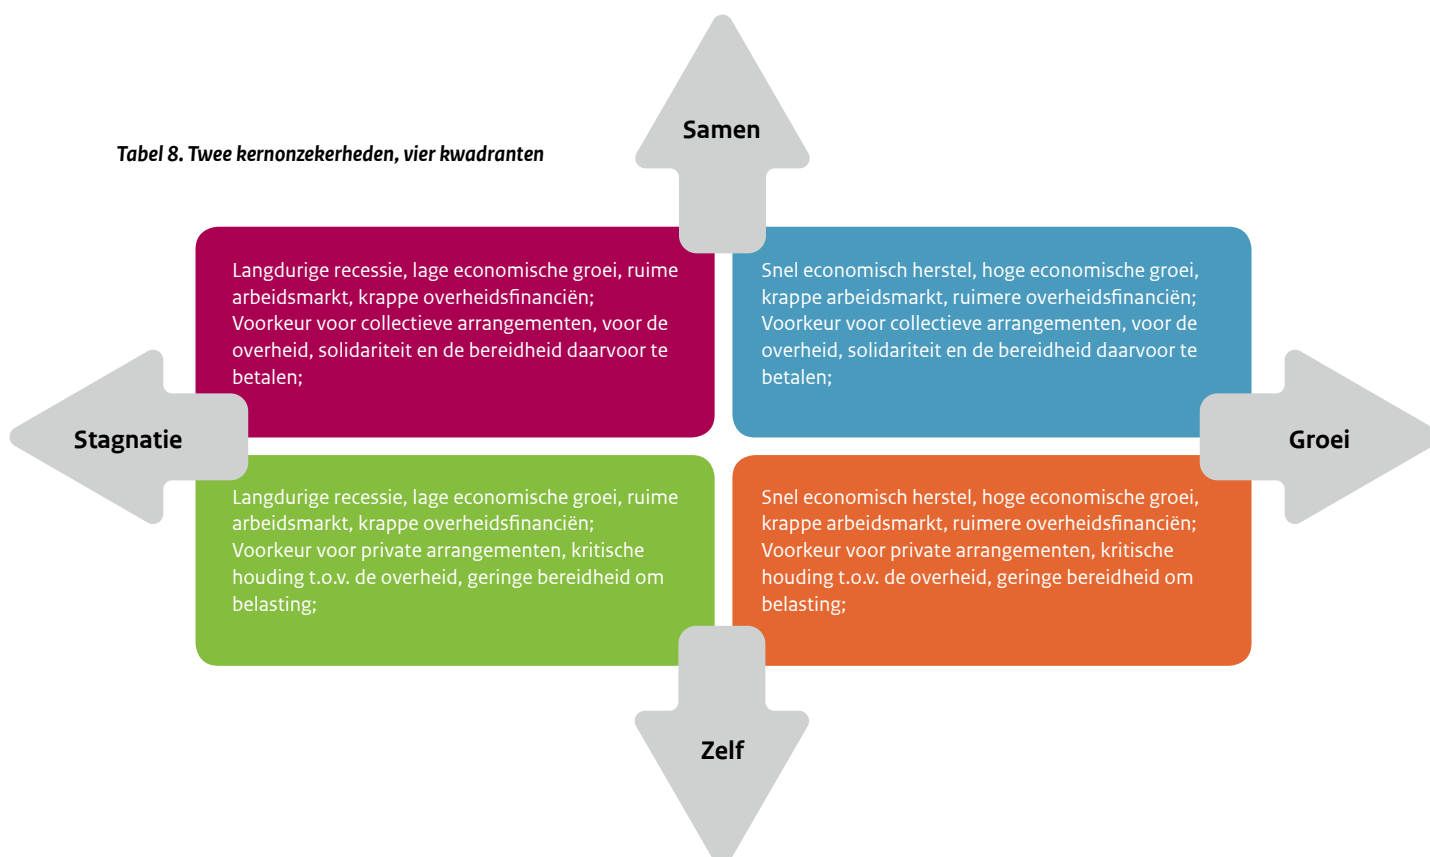 Samen
Tabel 8. Twee kernonzekerheden, vier kwadranten
Langdurige recessie, lage economische groei, ruime
arbeidsmarkt, krappe overheidsfinanciën;
Voorkeur voor collectieve arrangementen, voor de
overheid, solidariteit en de bereidheid daarvoor te
betalen;
Snel economisch herstel, hoge economische groei,
krappe arbeidsmarkt, ruimere overheidsfinanciën;
Voorkeur voor collectieve arrangementen, voor de
overheid, solidariteit en de bereidheid daarvoor te
betalen;
Stagnatie
Groei
Langdurige recessie, lage economische groei, ruime
arbeidsmarkt, krappe overheidsfinanciën;
Voorkeur voor private arrangementen, kritische
houding t.o.v. de overheid, geringe bereidheid om
belasting;
Snel economisch herstel, hoge economische groei,
krappe arbeidsmarkt, ruimere overheidsfinanciën;
Voorkeur voor private arrangementen, kritische
houding t.o.v. de overheid, geringe bereidheid om
belasting;
Zelf